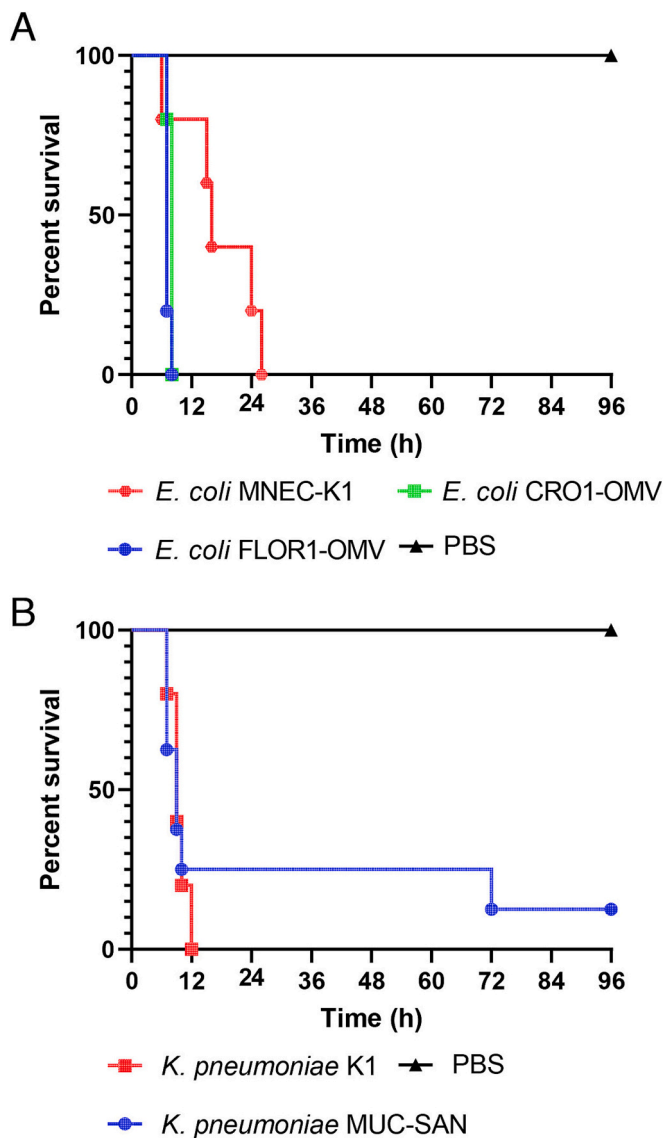 A
Percent survival
100
50
0
0 12 24 36 48 60 72 84 96
Time (h)
E. coli MNEC-K1 E. coli CRO1-OMV
E. coli FLOR1-OMV PBS
B
Percent survival
100
50
0
0 12 24 36 48 60 72 84 96
Time (h)
K. pneumoniae K1 PBS
K. pneumoniae MUC-SAN